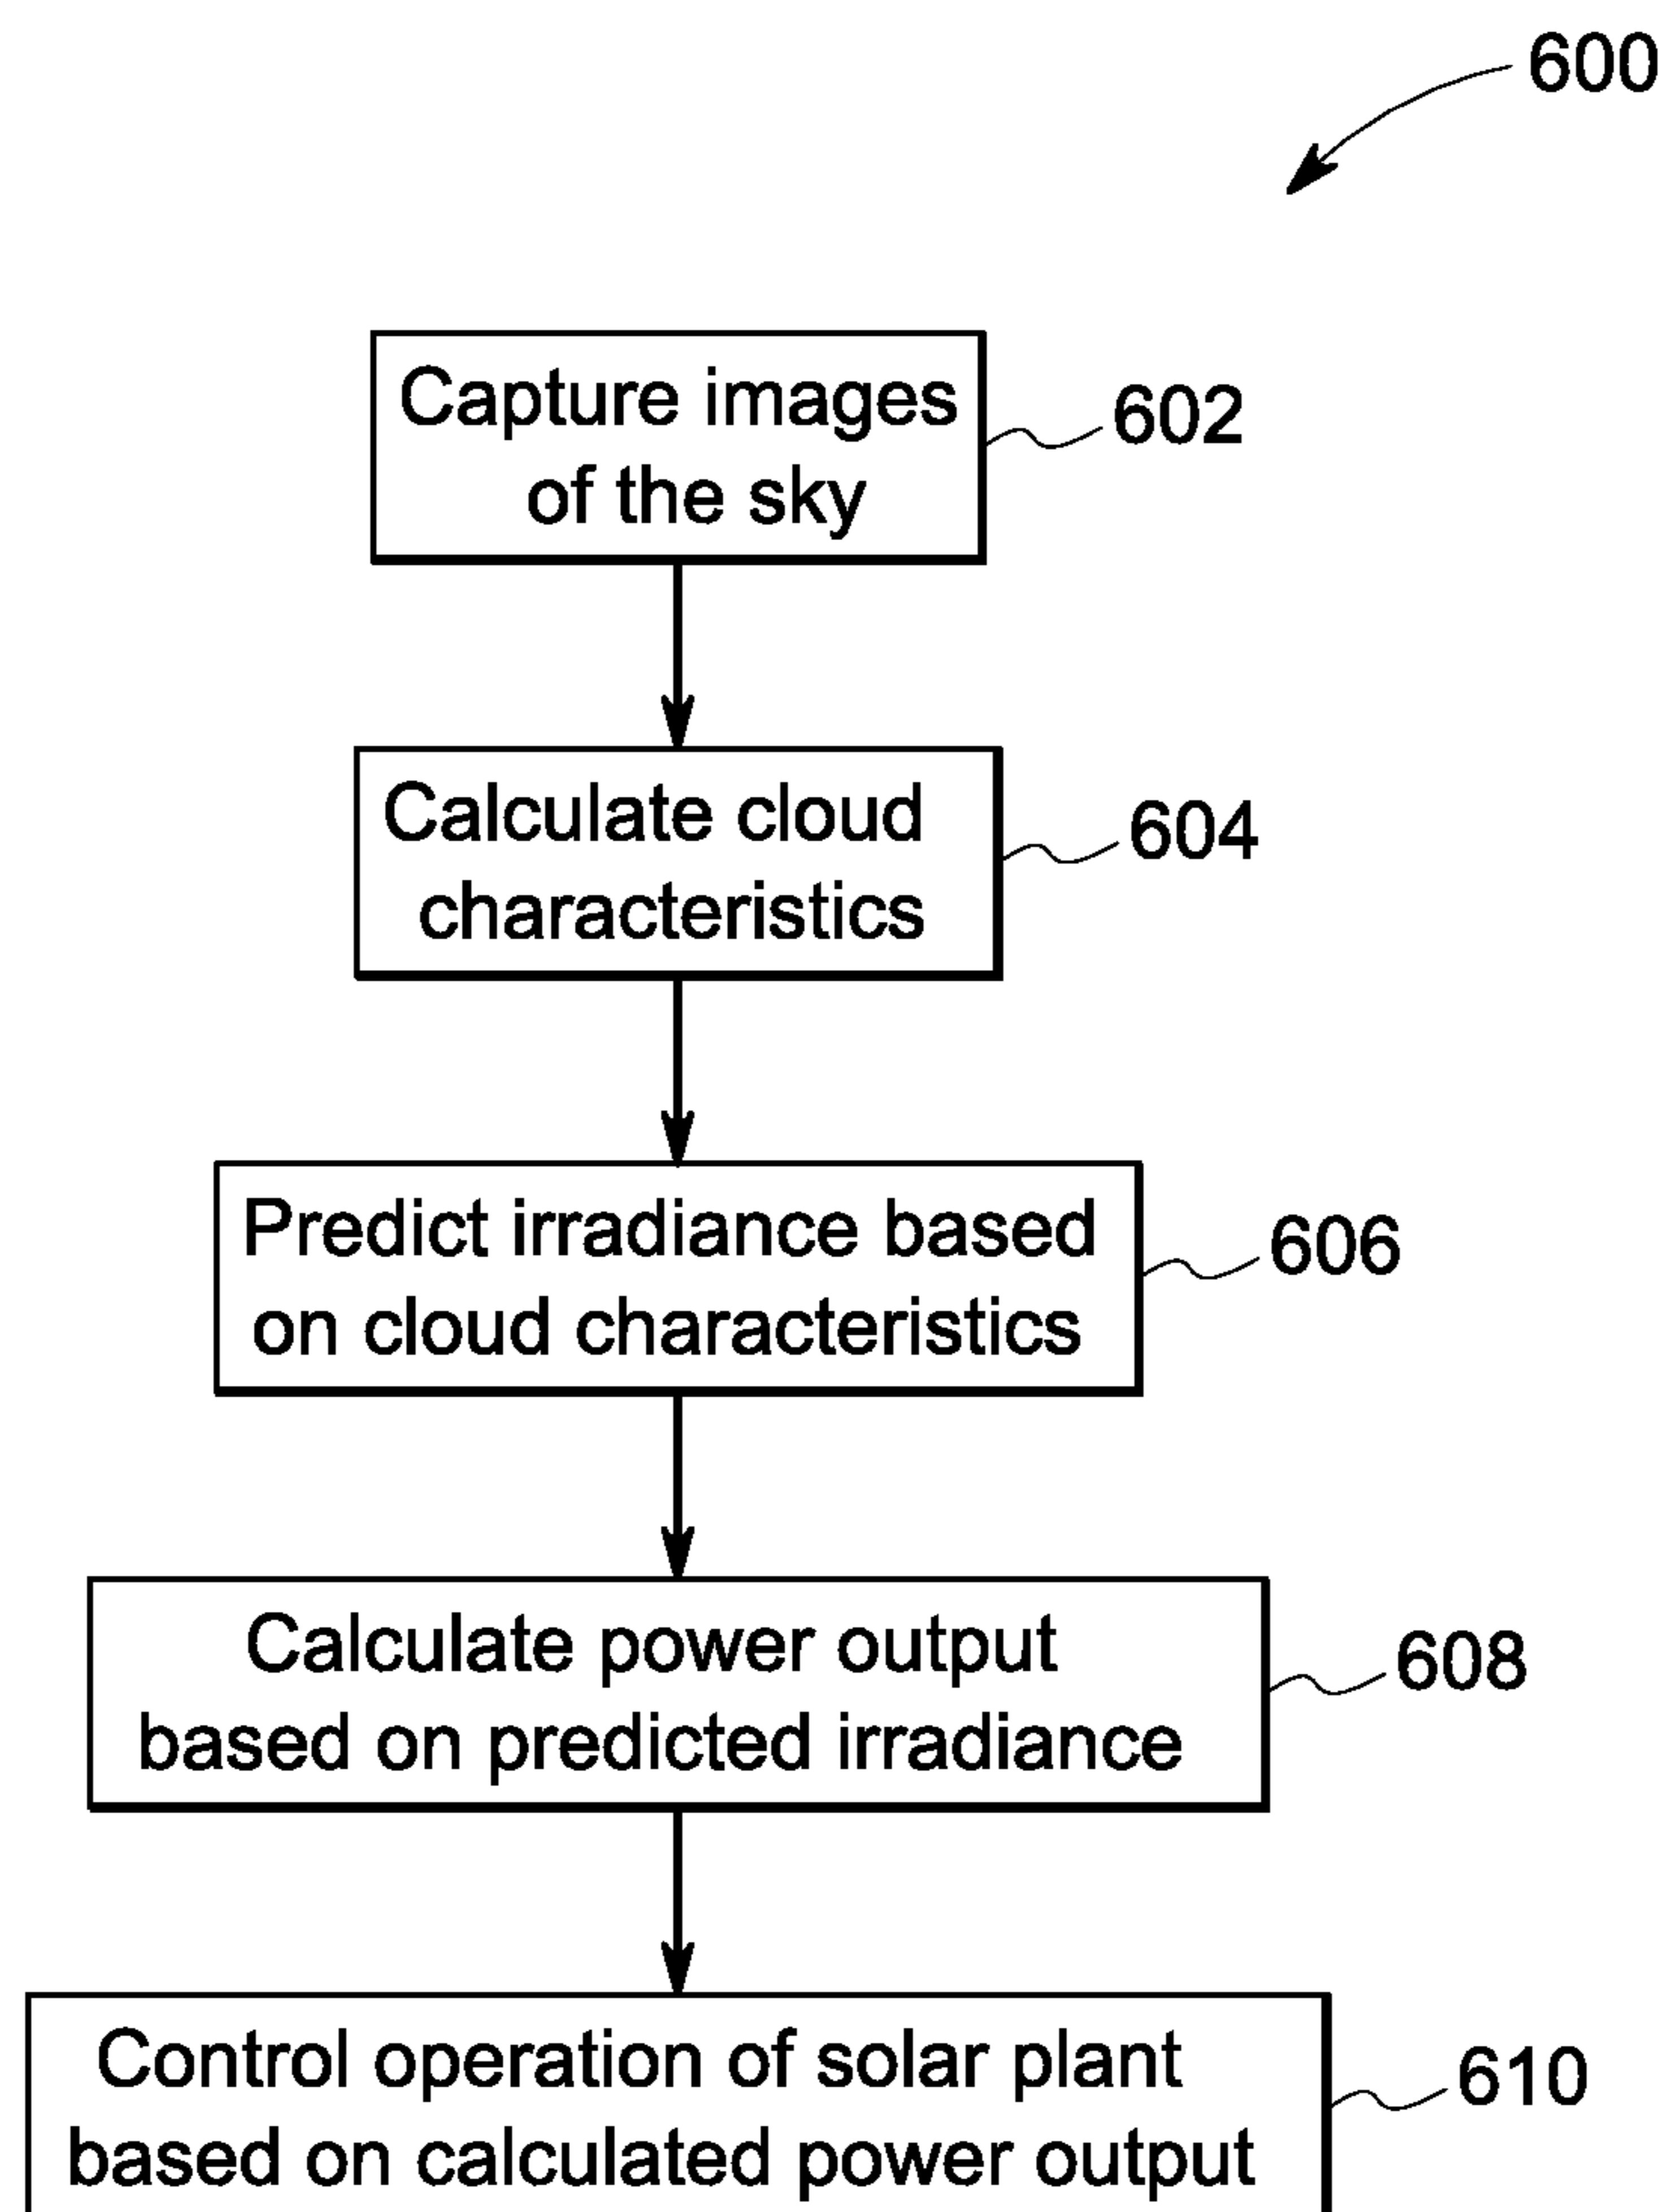 600
Capture images
of the sky
602
Calculate cloud
characteristics
604
Predict irradiance based
on cloud characteristics
606
Calculate power output
based on predicted irradiance
608
Control operation of solar plant
based on calculated power output
610